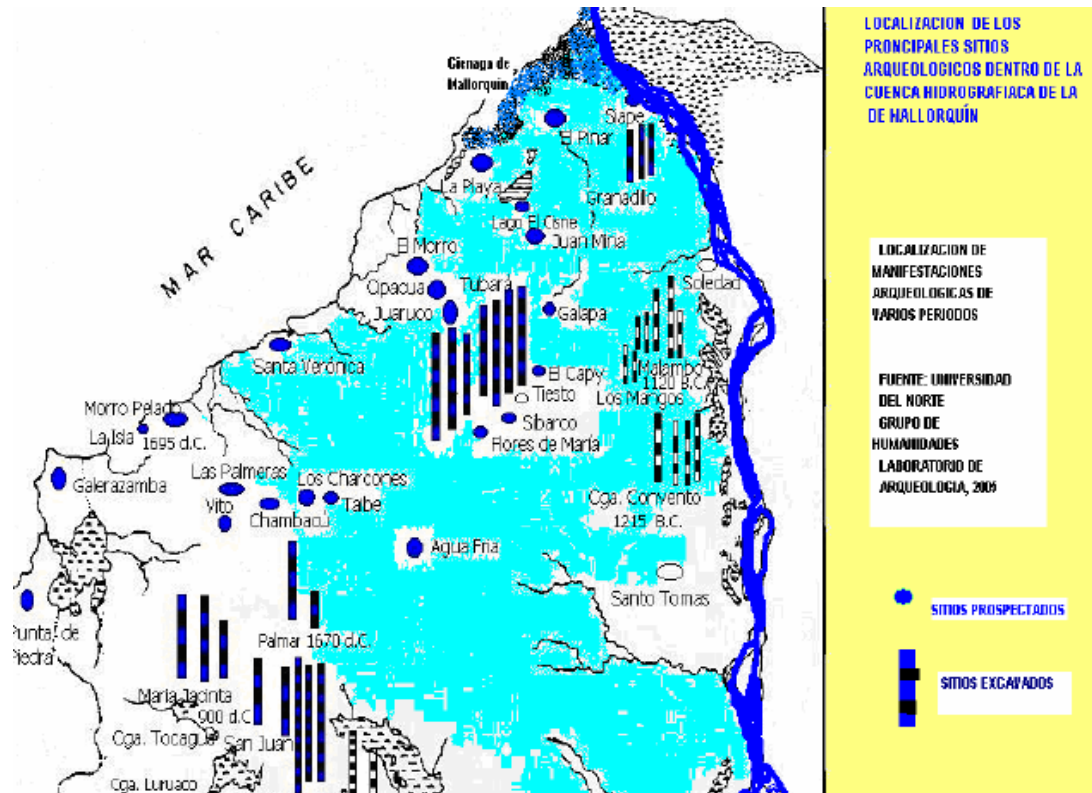 Ciénaga de
Mallorquín
MAR CARIBE
Siape
El Pinar
La Playa
Granadillo
Lago El Cisne
Juan Mina
El Morro
Opacua
Tubará
Soledad
Juaruco
Galapa
Santa Verónica
El Capy
Malambo
1120 B.C.
Tiesto
Los Mangos
Morro Pelado
La Isla
1695 d.C.
Sibarco
Flores de María
Galerazamba
Las Palmeras
Los Charcones
Vito
Chambacú
Taibe
Cga. Convento
1215 B.C.
Agua Fria
Santo Tomas
Punta de
Piedra
Palmar 1670 d.C.
Maria Jacinta
900 d.C
Cga. Tocagua
San Juan
Cga. Luruaco
LOCALIZACION DE LOS
PRONCIPALES SITIOS
ARQUEOLOGICOS DENTRO DE LA
CUENCA HIDROGRAFIACA DE LA
DE MALLORQUÍN
LOCALIZACION DE
MANIFESTACIONES
ARQUEOLOGICAS DE
VARIOS PERIODOS
FUENTE: UNIVERSIDAD
DEL NORTE
GRUPO DE
HUMANIDADES
LABORATORIO DE
ARQUEOLOGIA, 2005
SITIOS PROSPECTADOS
SITIOS EXCAVADOS